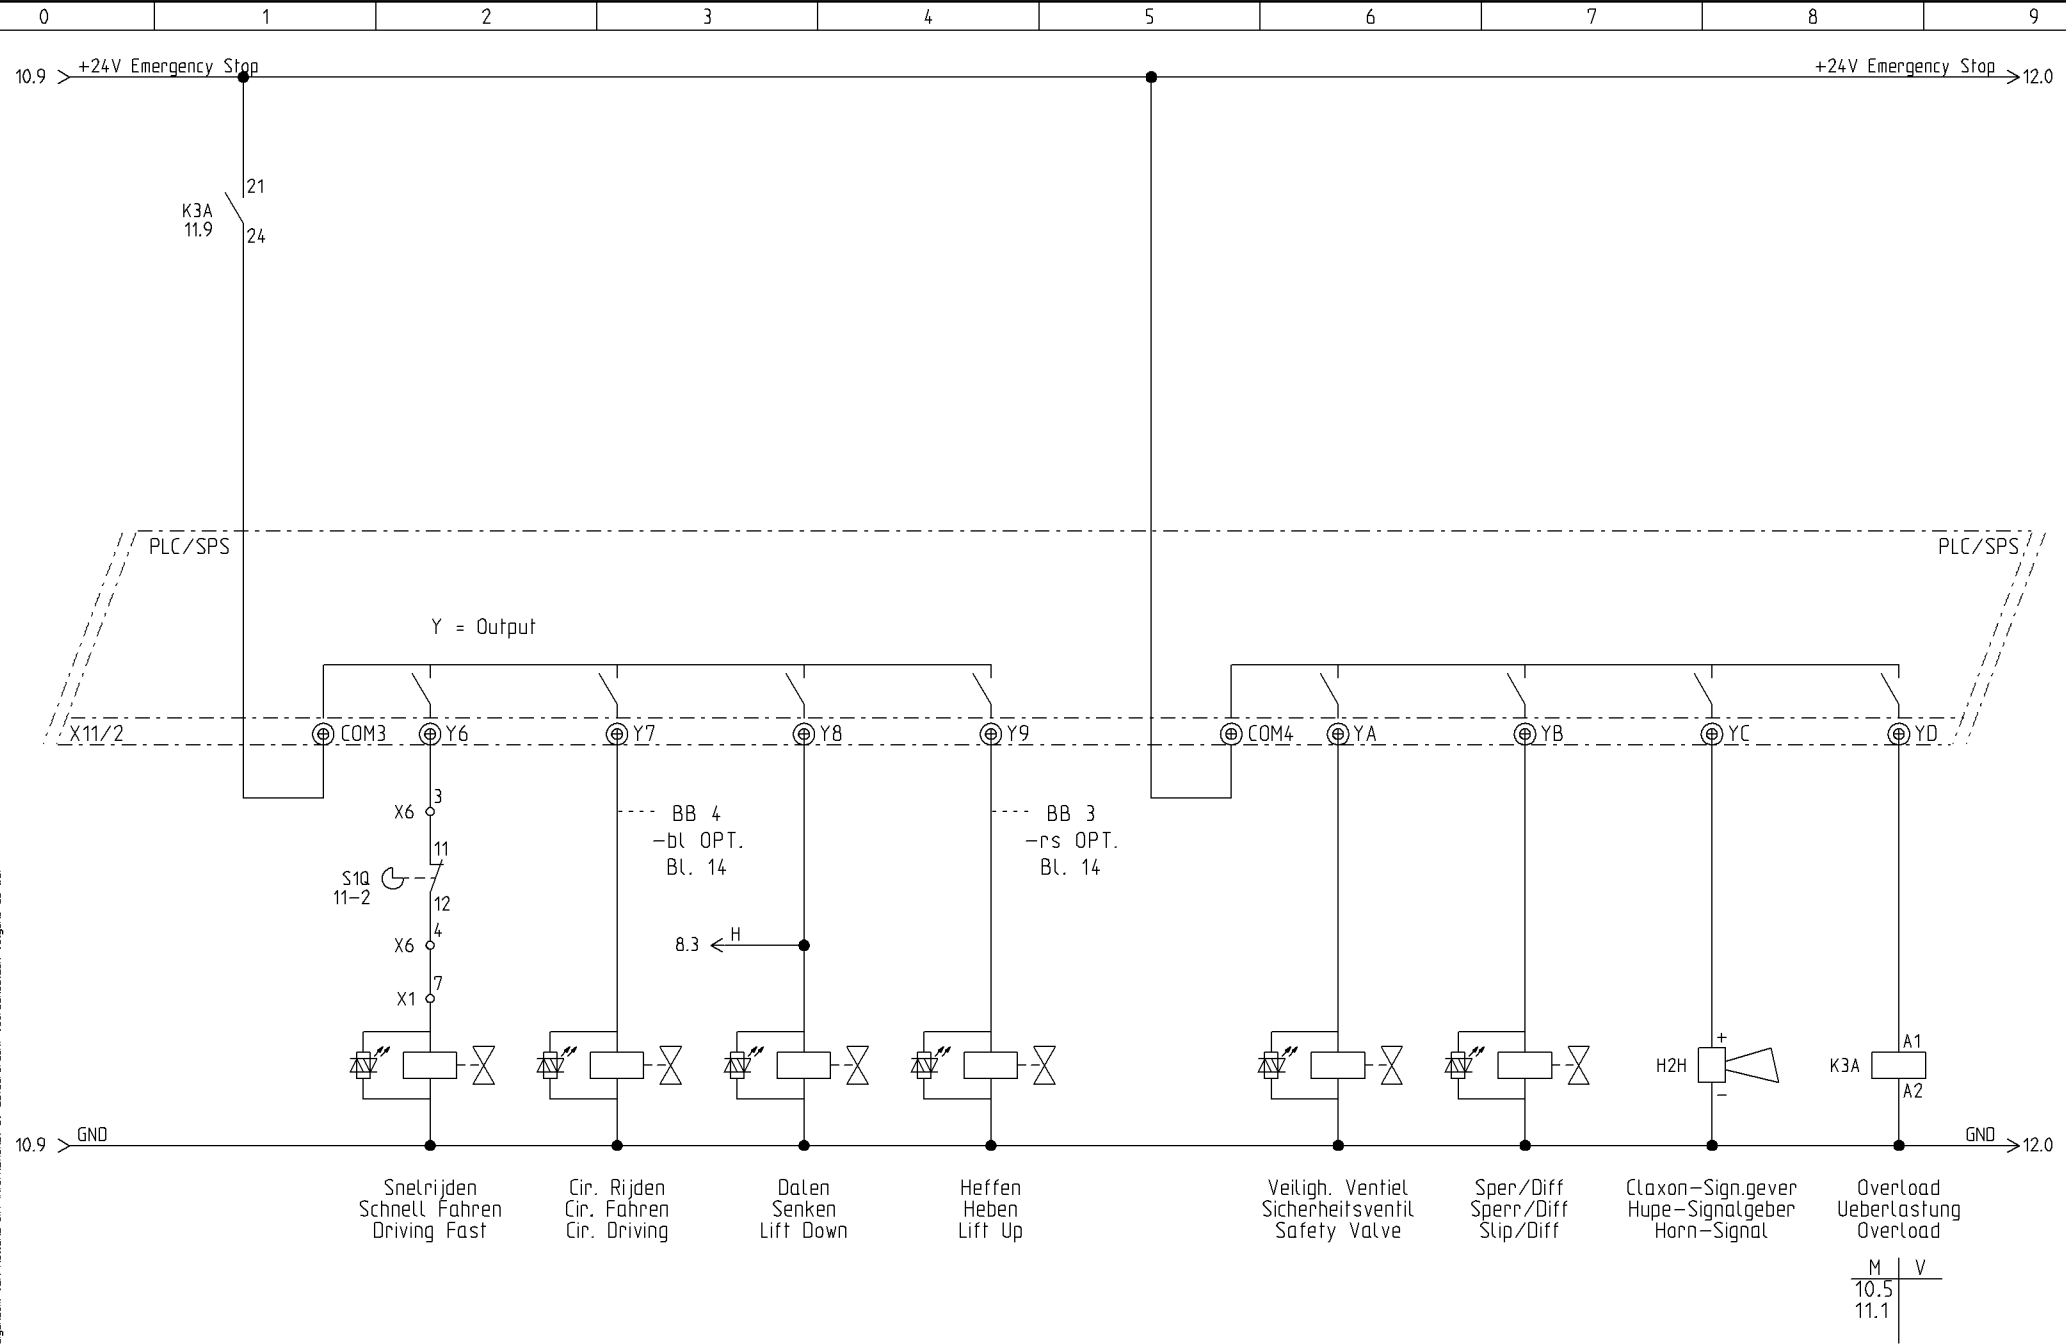 0 1 2 3 4 5 6 7 8 9
10.9 +24V Emergency Stop +24V Emergency Stop 12.0
21
K3A
11.9
24
PLC/SPS PLC/SPS
Y = Output
X11/2 COM3 Y6 Y7 Y8 Y9 COM4 YA YB YC YD
3
X6
BB 4
-bl OPT.
Bl. 14
BB 3
-rs OPT.
Bl. 14
11
S1Q
11-2
12
4
X6
8.3 H
7
X1
+
H2H
-
A1
K3A
A2
10.9 GND GND 12.0
Snelrijden
Schnell Fahren
Driving Fast
Cir. Rijden
Cir. Fahren
Cir. Driving
Dalen
Senken
Lift Down
Heffen
Heben
Lift Up
Veiligh. Ventiel
Sicherheitsventil
Safety Valve
Sper/Diff
Sperr/Diff
Slip/Diff
Claxon-Sign.gever
Hupe-Signalgeber
Horn-Signal
Overload
Ueberlastung
Overload
M V
10.5
11.1